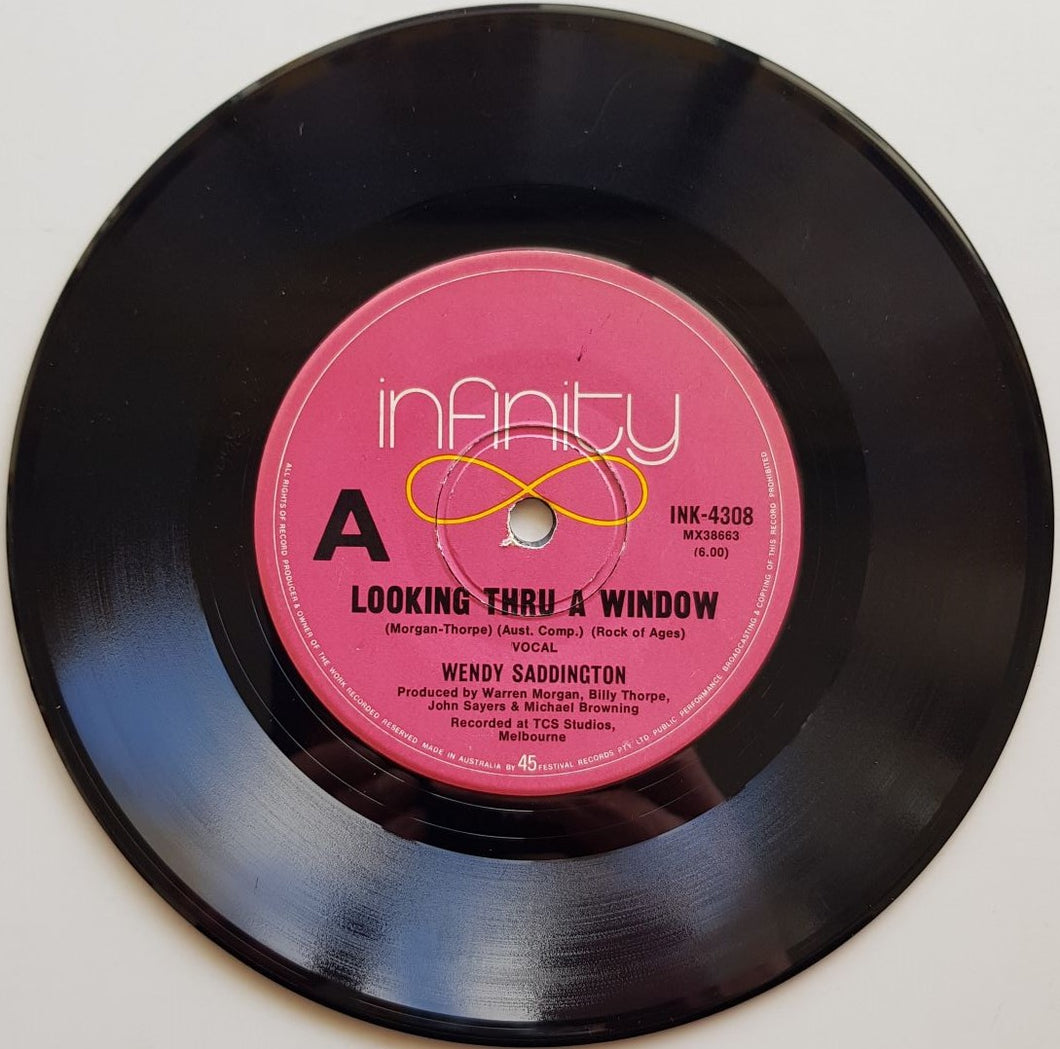 infinity
A
INK-4308
MX38663
(6.00)
LOOKING THRU A WINDOW
(Morgan-Thorpe) (Aust. Comp.) (Rock of Ages)
VOCAL
WENDY SADDINGTON
Produced by Warren Morgan, Billy Thorpe,
John Sayers & Michael Browning
Recorded at TCS Studios,
Melbourne
45
ALL RIGHTS OF RECORD PRODUCER & OWNER OF THE WORK RECORDED RESERVED MADE IN AUSTRALIA BY FESTIVAL RECORDS PTY LTD PUBLIC PERFORMANCE BROADCASTING & COPYING OF THIS RECORD PROHIBITED